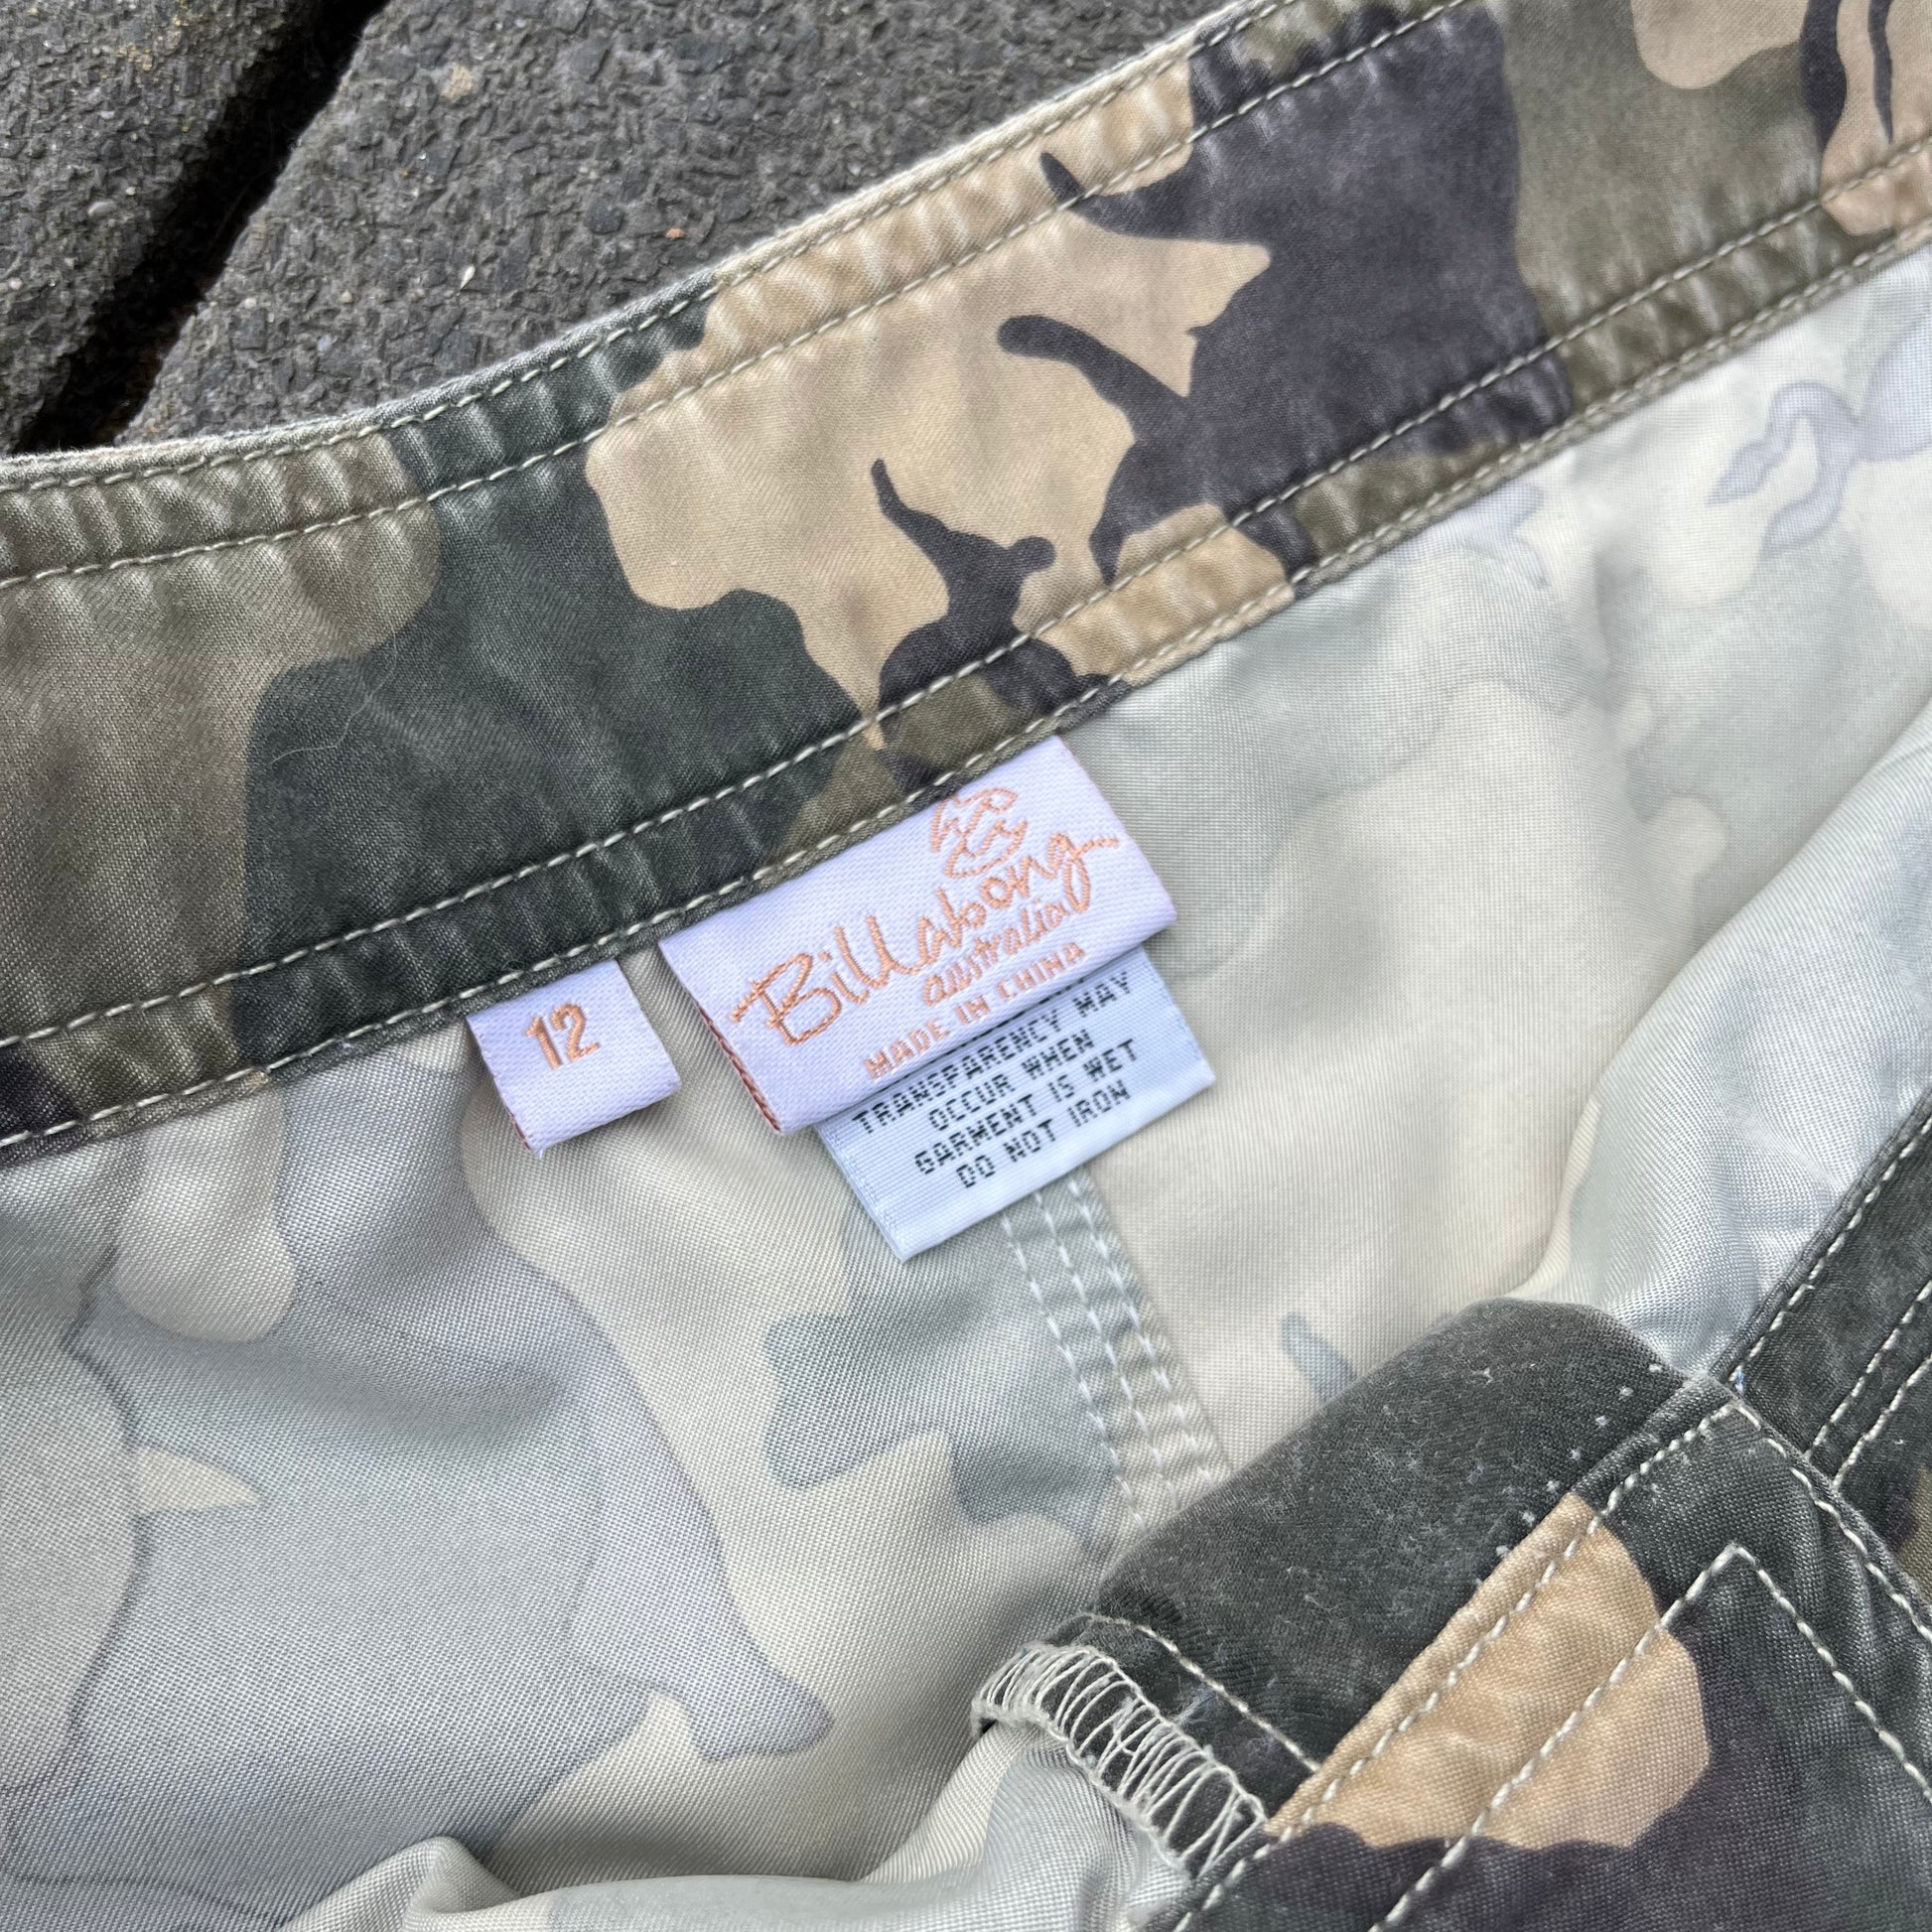 12
Billabong
australia
MADE IN CHINA
TRANSPARENCY MAY
OCCUR WHEN
GARMENT IS WET
DO NOT IRON